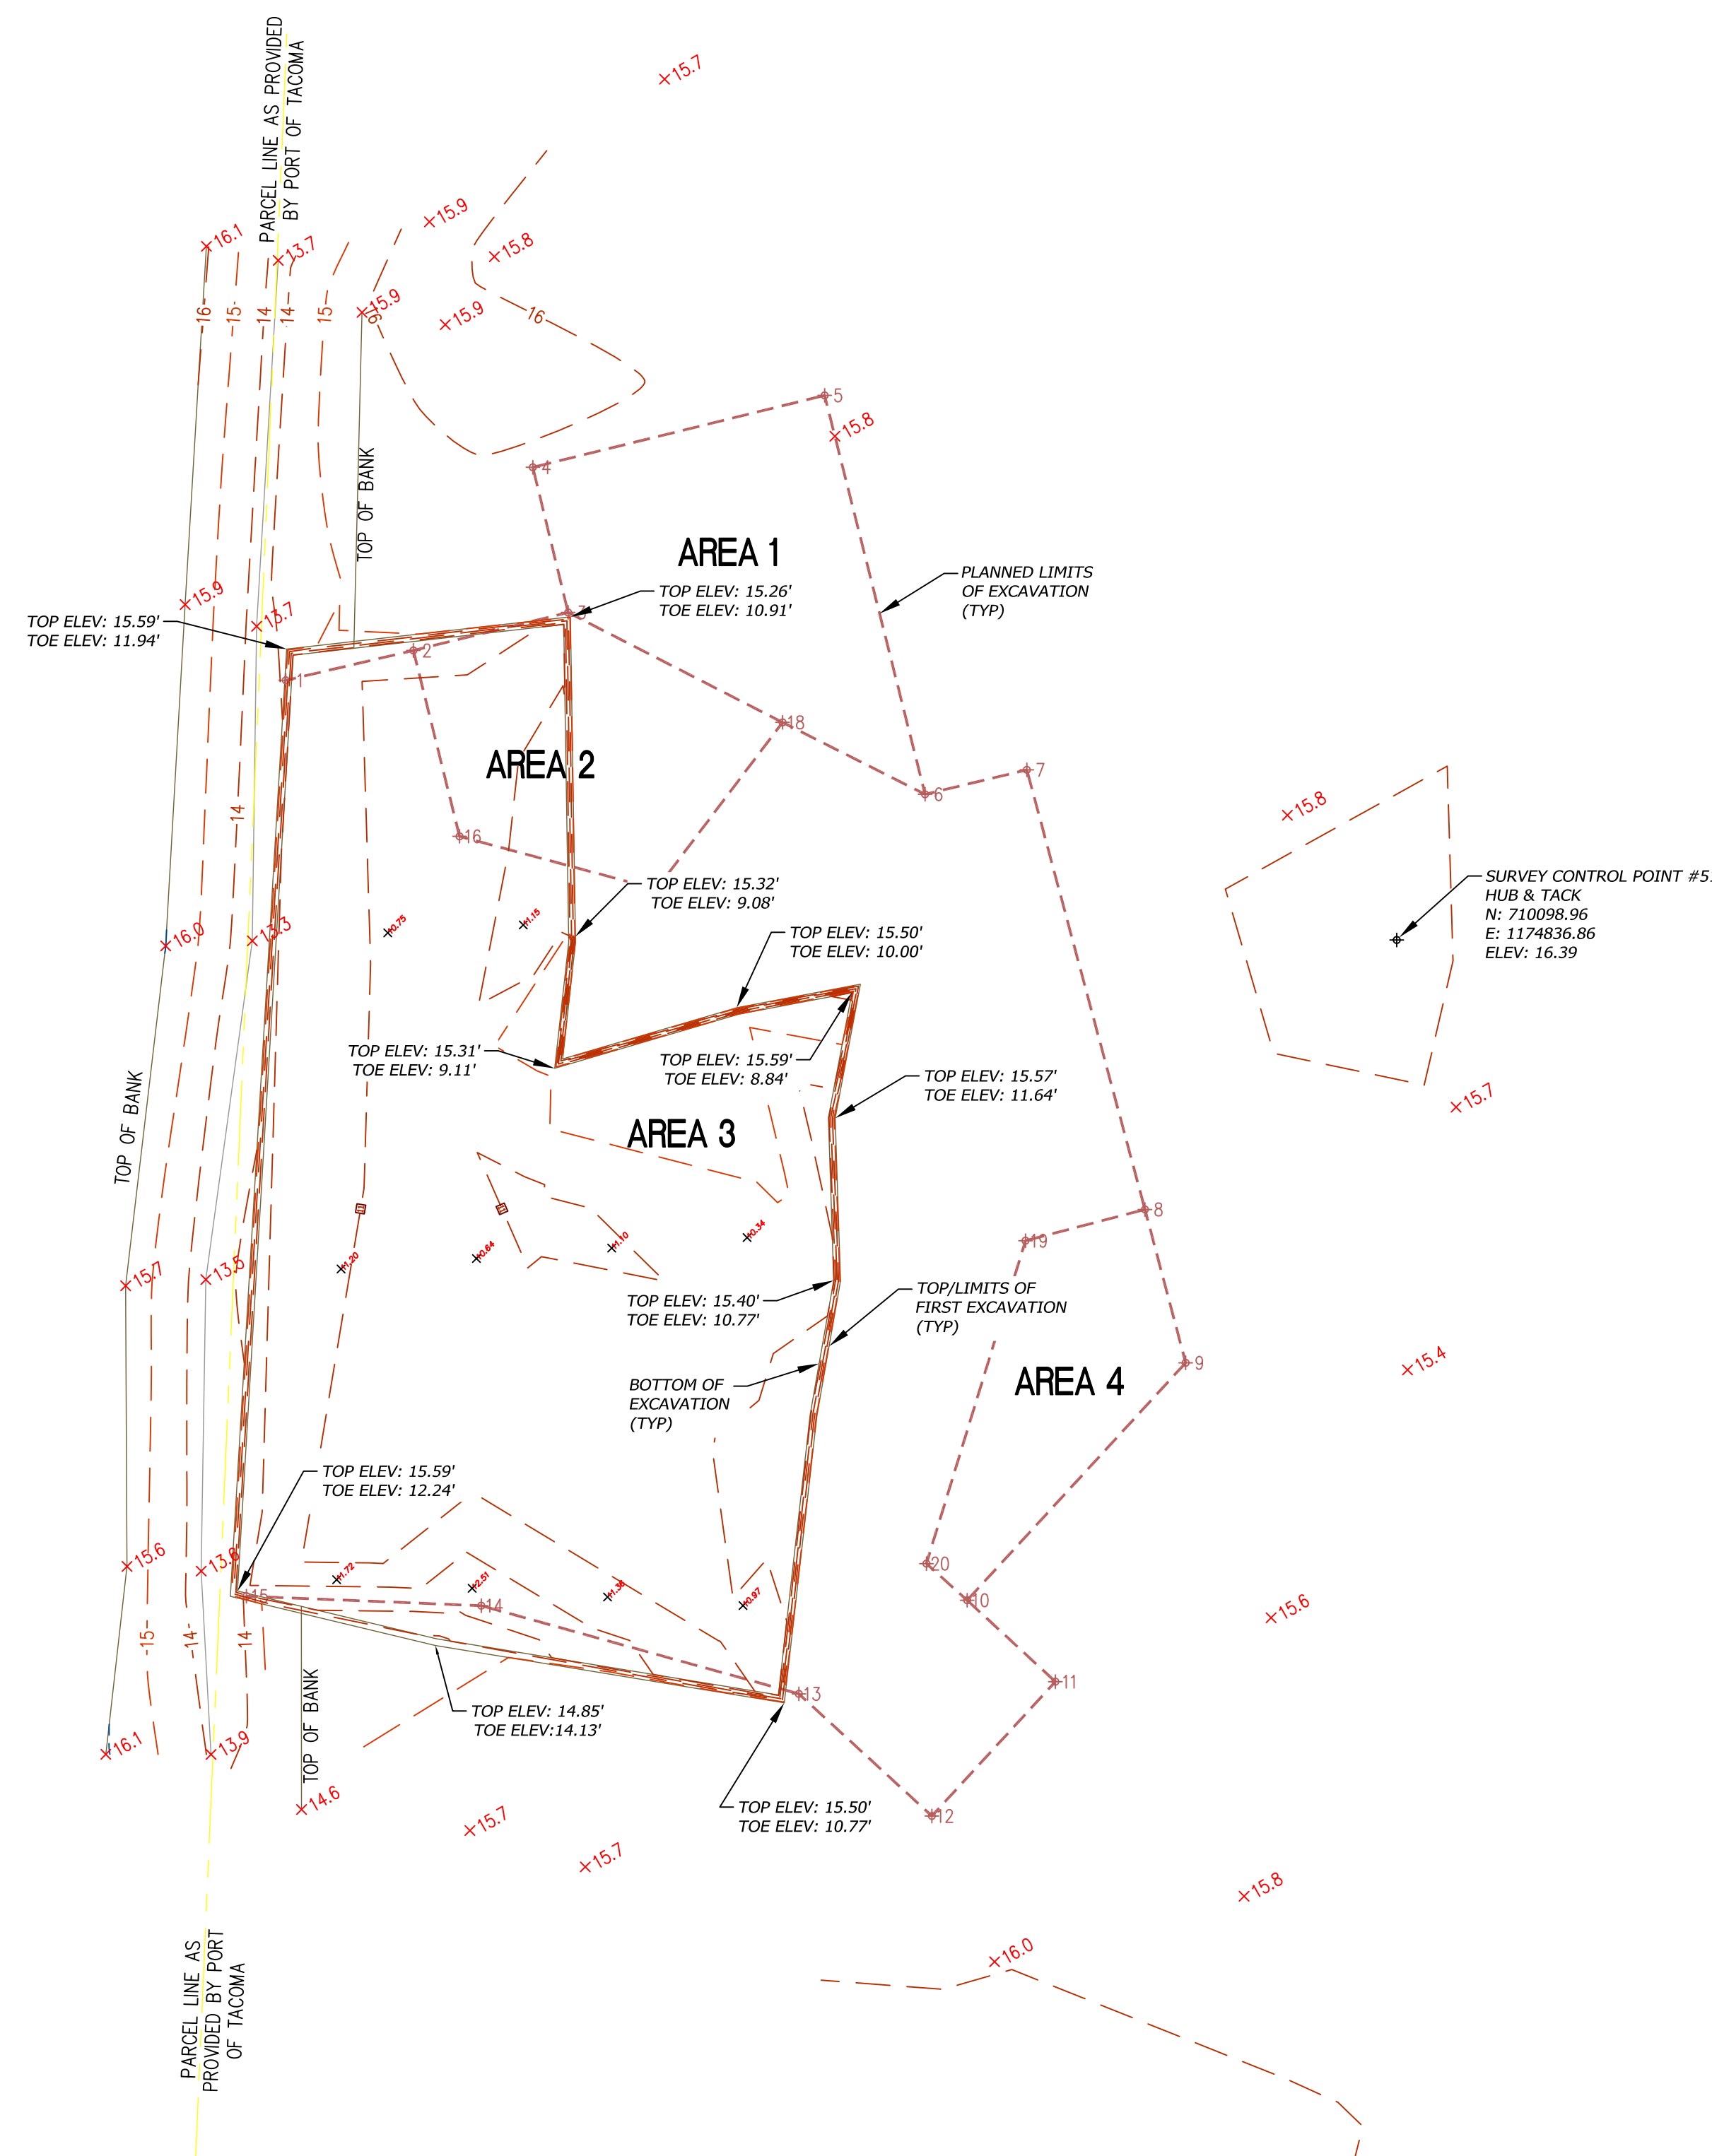 PARCEL LINE AS PROVIDED
BY PORT OF TACOMA
15.7
15.9
15.8
16.1
13.7
15.9
15.9
16
15
14
14
15
16
16
5
15.8
4
TOP OF BANK
AREA 1
PLANNED LIMITS
OF EXCAVATION
(TYP)
TOP ELEV: 15.26'
TOE ELEV: 10.91'
3
15.9
13.7
TOP ELEV: 15.59'
TOE ELEV: 11.94'
2
1
18
AREA 2
7
6
15.8
14
16
TOP ELEV: 15.32'
TOE ELEV: 9.08'
SURVEY CONTROL POINT #5
HUB & TACK
N: 710098.96
E: 1174836.86
ELEV: 16.39
16.0
13.3
TOP ELEV: 15.50'
TOE ELEV: 10.00'
TOP ELEV: 15.31'
TOE ELEV: 9.11'
TOP ELEV: 15.59'
TOE ELEV: 8.84'
TOP ELEV: 15.57'
TOE ELEV: 11.64'
15.7
TOP OF BANK
AREA 3
8
19
15.7
13.5
TOP ELEV: 15.40'
TOE ELEV: 10.77'
TOP/LIMITS OF
FIRST EXCAVATION
(TYP)
9
15.4
AREA 4
BOTTOM OF
EXCAVATION
(TYP)
TOP ELEV: 15.59'
TOE ELEV: 12.24'
15.6
13.6
20
10
15
14
15.6
15
14
14
13
11
TOP OF BANK
TOP ELEV: 14.85'
TOE ELEV:14.13'
16.1
13.9
14.6
15.7
15.7
TOP ELEV: 15.50'
TOE ELEV: 10.77'
12
15.8
16.0
PARCEL LINE AS
PROVIDED BY PORT
OF TACOMA